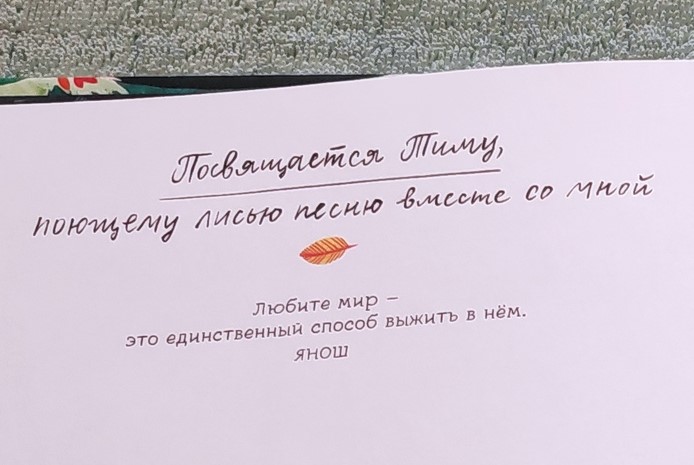 Посвящается Тиму,
поющему лисью песню вместе со мной
Любите мир –
это единственный способ выжить в нём.
ЯНОШ